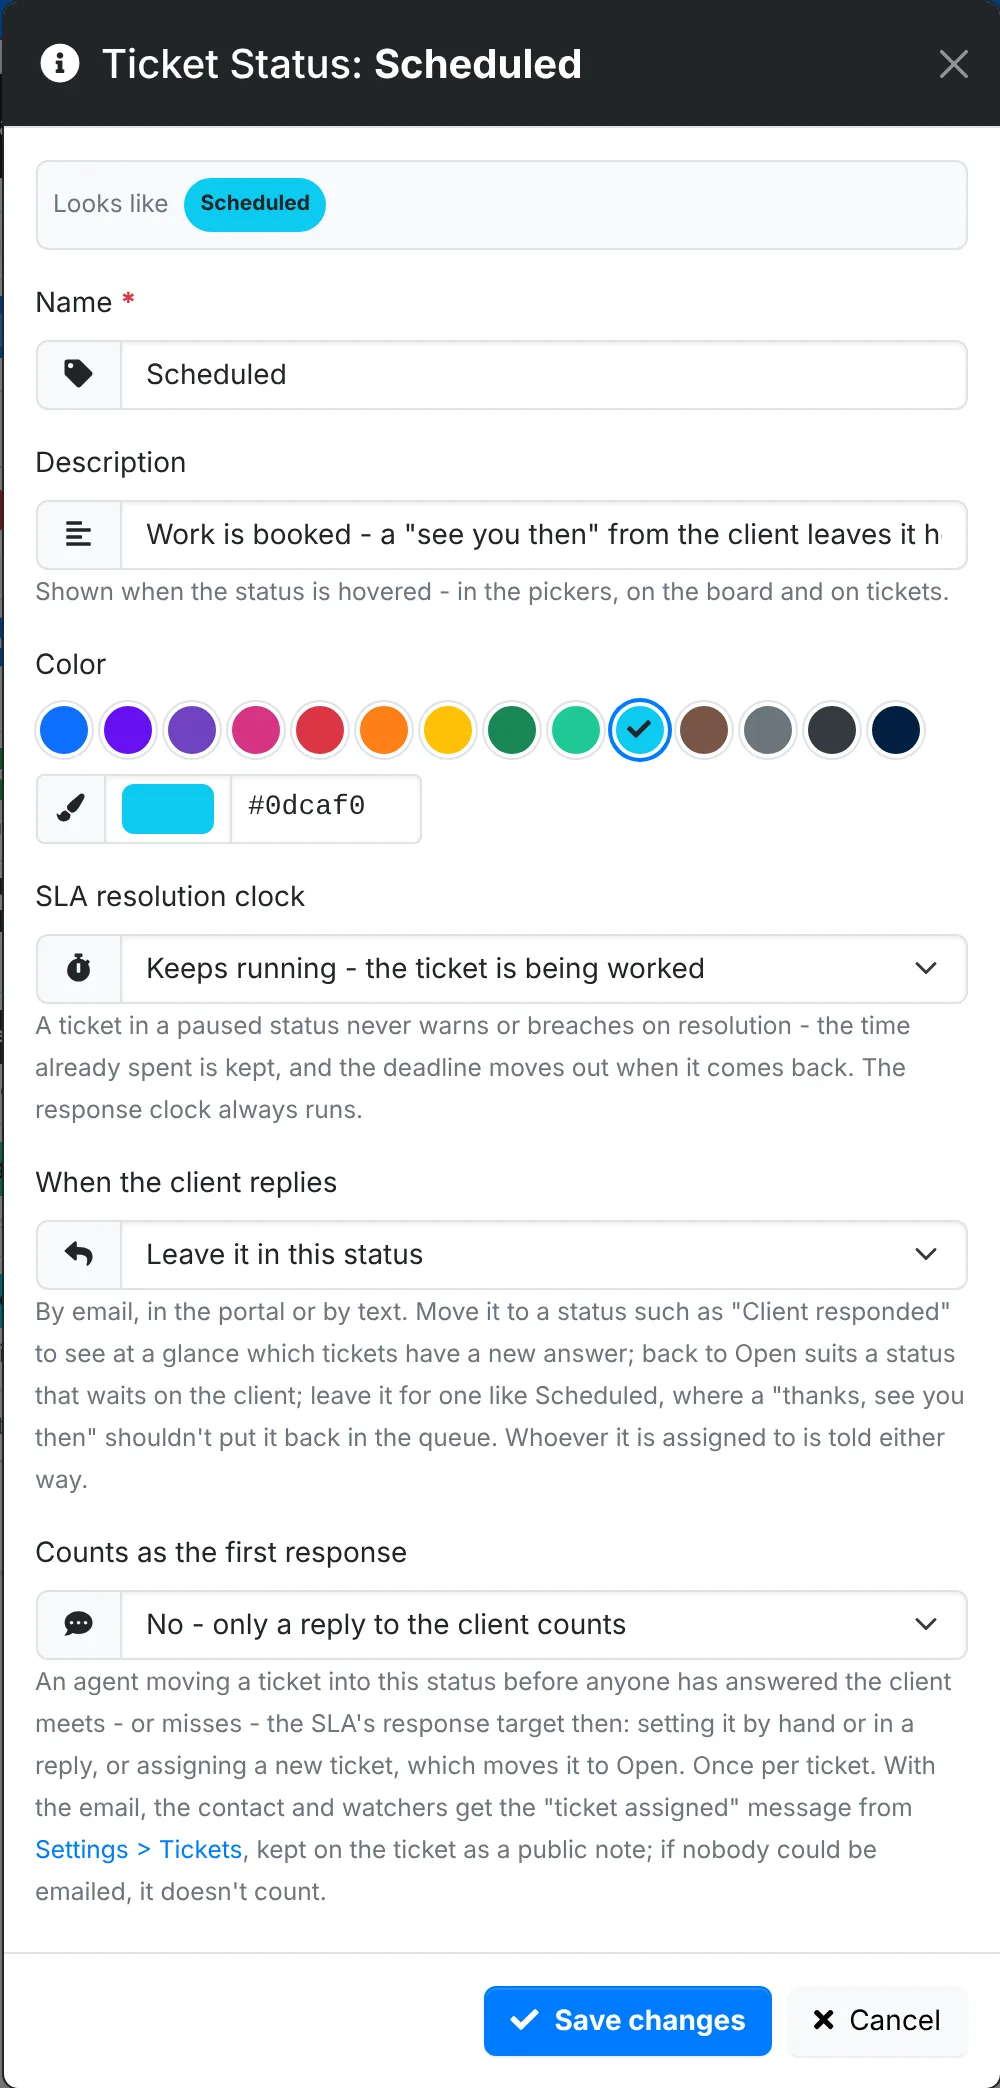 Ticket Status: Scheduled
Looks like Scheduled
Name *
Scheduled
Description
Work is booked - a "see you then" from the client leaves it
Shown when the status is hovered - in the pickers, on the board and on tickets.
Color
#0dcaf0
SLA resolution clock
Keeps running - the ticket is being worked
A ticket in a paused status never warns or breaches on resolution - the time
already spent is kept, and the deadline moves out when it comes back. The
response clock always runs.
When the client replies
Leave it in this status
By email, in the portal or by text. Move it to a status such as "Client responded"
to see at a glance which tickets have a new answer; back to Open suits a status
that waits on the client; leave it for one like Scheduled, where a "thanks, see you
then" shouldn't put it back in the queue. Whoever it is assigned to is told either
way.
Counts as the first response
No - only a reply to the client counts
An agent moving a ticket into this status before anyone has answered the client
meets - or misses - the SLA's response target then: setting it by hand or in a
reply, or assigning a new ticket, which moves it to Open. Once per ticket. With
the email, the contact and watchers get the "ticket assigned" message from
Settings > Tickets, kept on the ticket as a public note; if nobody could be
emailed, it doesn't count.
Save changes
Cancel